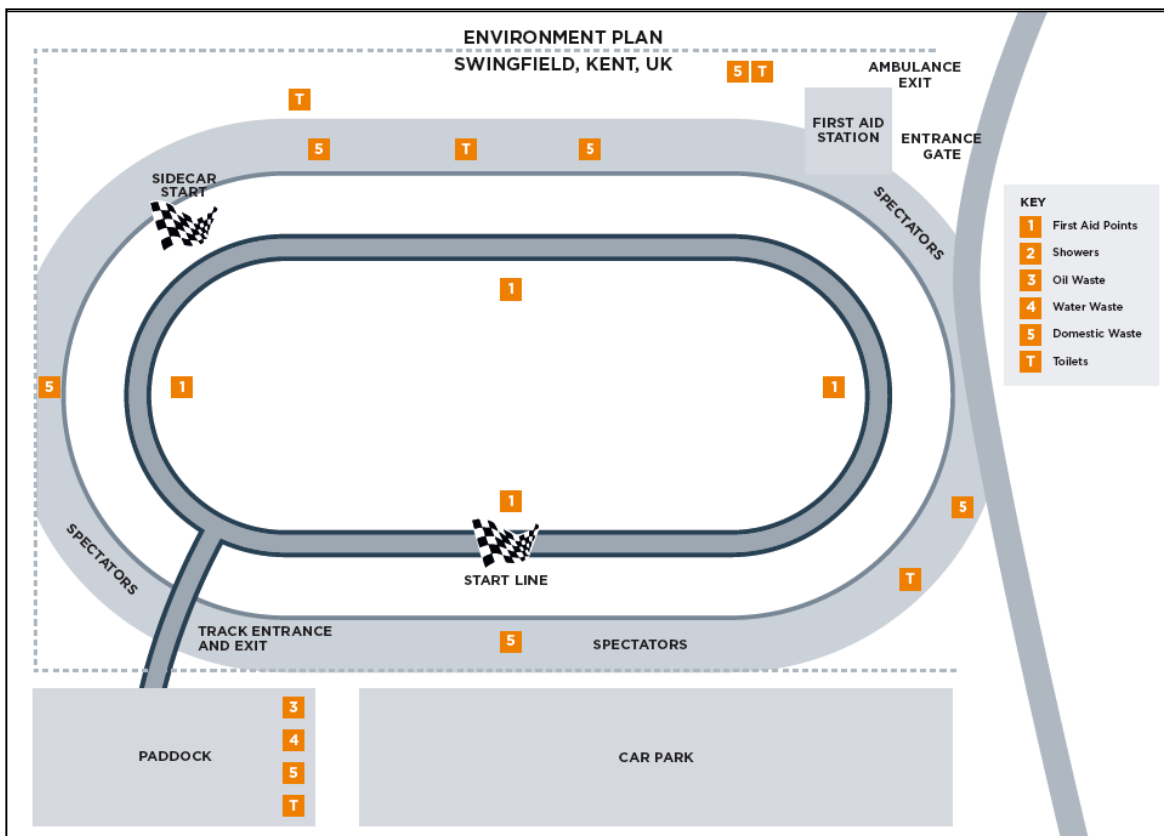 ENVIRONMENT PLAN
SWINGFIELD, KENT, UK
5 T
AMBULANCE
EXIT
T
FIRST AID
STATION
ENTRANCE
GATE
5
T
5
SIDECAR
START
SPECTATORS
KEY
1 First Aid Points
2 Showers
3 Oil Waste
4 Water Waste
5 Domestic Waste
T Toilets
1
5
1
1
1
5
START LINE
T
SPECTATORS
TRACK ENTRANCE
AND EXIT
5
SPECTATORS
3
4
5
T
PADDOCK
CAR PARK